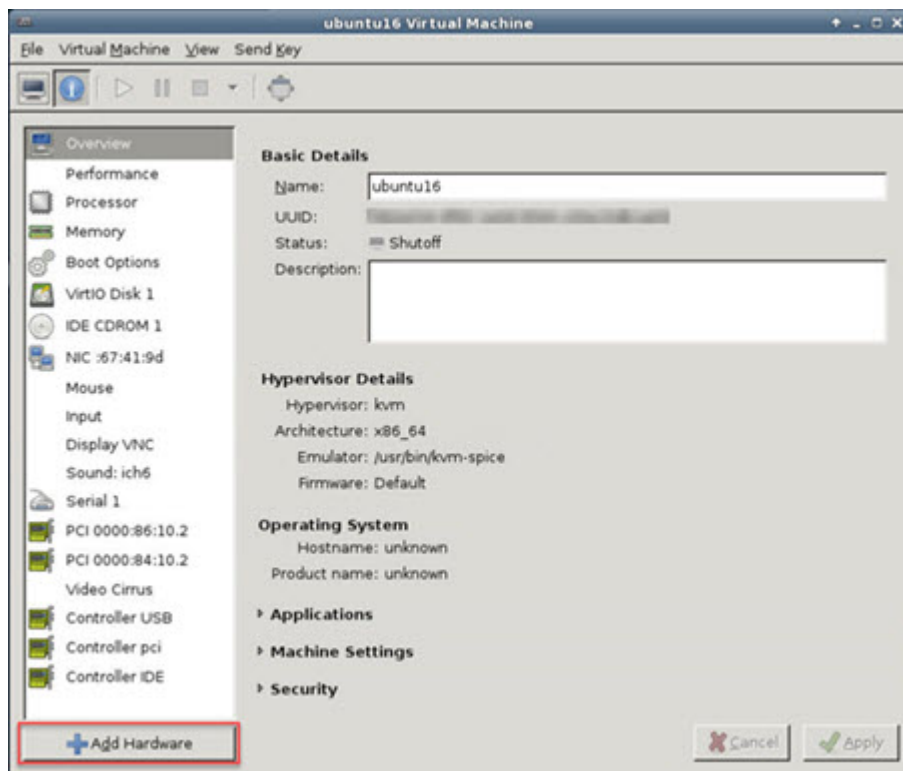 ubuntu16 Virtual Machine
File Virtual Machine View Send Key
Overview
Performance
Processor
Memory
Boot Options
VirtIO Disk 1
IDE CDROM 1
NIC :67:41:9d
Mouse
Input
Display VNC
Sound: ich6
Serial 1
PCI 0000:86:10.2
PCI 0000:84:10.2
Video Cirrus
Controller USB
Controller pci
Controller IDE
Add Hardware
Basic Details
Name: ubuntu16
UUID:
Status: Shutoff
Description:
Hypervisor Details
Hypervisor: kvm
Architecture: x86_64
Emulator: /usr/bin/kvm-spice
Firmware: Default
Operating System
Hostname: unknown
Product name: unknown
Applications
Machine Settings
Security
Cancel Apply